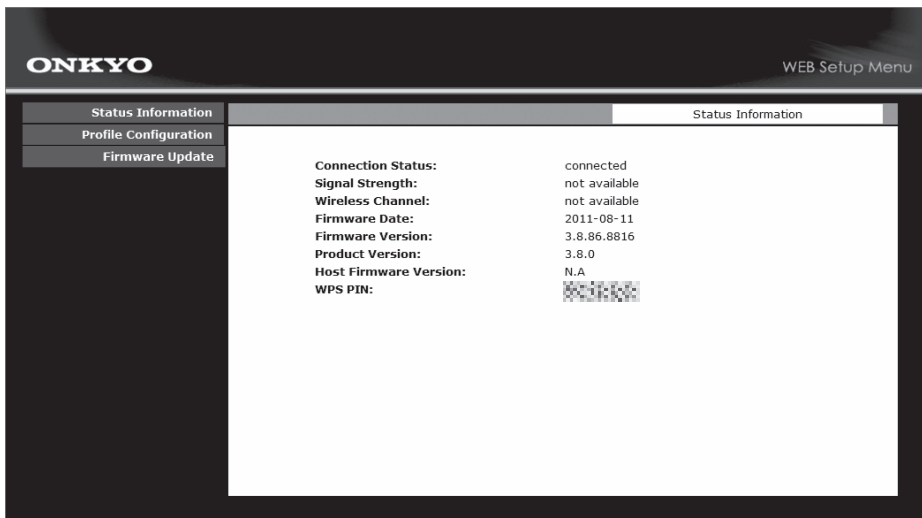 ONKYO
WEB Setup Menu
Status Information
Profile Configuration
Firmware Update
Status Information
Connection Status: connected
Signal Strength: not available
Wireless Channel: not available
Firmware Date: 2011-08-11
Firmware Version: 3.8.86.8816
Product Version: 3.8.0
Host Firmware Version: N.A
WPS PIN: